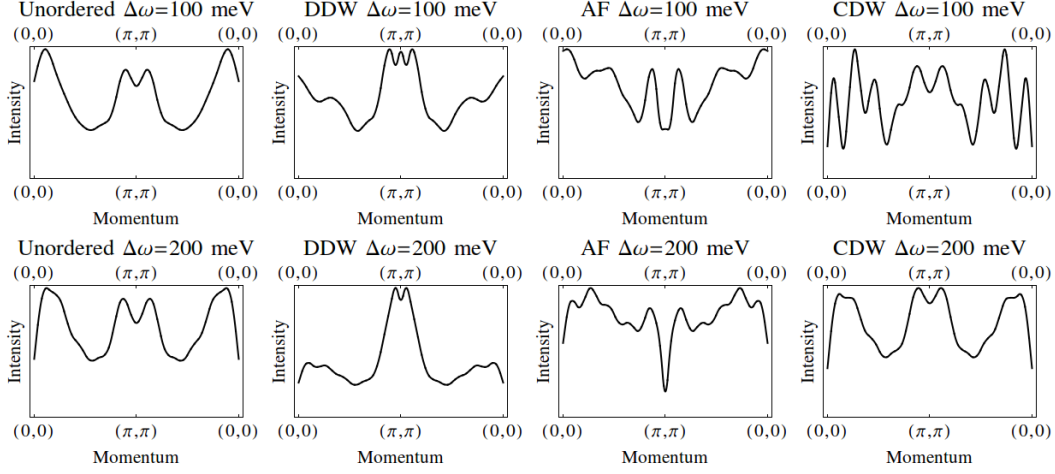 Unordered Δω=100 meV
(0,0) (π,π) (0,0)
Intensity
(0,0) (π,π) (0,0)
Momentum
DDW Δω=100 meV
(0,0) (π,π) (0,0)
Intensity
(0,0) (π,π) (0,0)
Momentum
AF Δω=100 meV
(0,0) (π,π) (0,0)
Intensity
(0,0) (π,π) (0,0)
Momentum
CDW Δω=100 meV
(0,0) (π,π) (0,0)
Intensity
(0,0) (π,π) (0,0)
Momentum
Unordered Δω=200 meV
(0,0) (π,π) (0,0)
Intensity
(0,0) (π,π) (0,0)
Momentum
DDW Δω=200 meV
(0,0) (π,π) (0,0)
Intensity
(0,0) (π,π) (0,0)
Momentum
AF Δω=200 meV
(0,0) (π,π) (0,0)
Intensity
(0,0) (π,π) (0,0)
Momentum
CDW Δω=200 meV
(0,0) (π,π) (0,0)
Intensity
(0,0) (π,π) (0,0)
Momentum